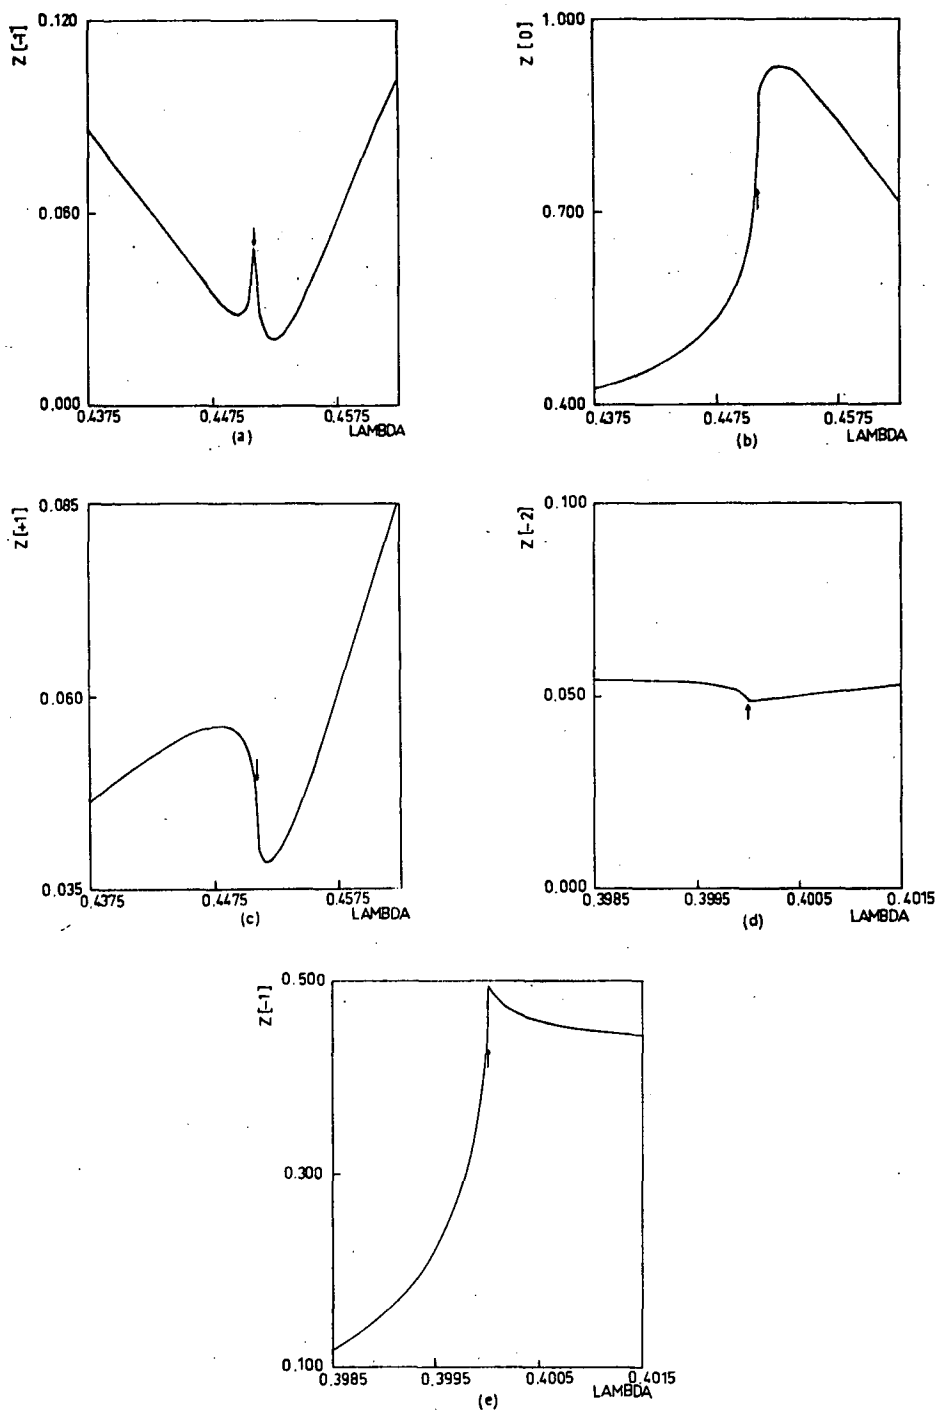 0.120
Z [-1]
0.060
0.000
0.4375
0.4475
0.4575
LAMBDA
(a)
1.000
Z [0]
0.700
0.400
0.4375
0.4475
0.4575
LAMBDA
(b)
0.085
Z [+1]
0.060
0.035
0.4375
0.4475
0.4575
LAMBDA
(c)
0.100
Z [-2]
0.050
0.000
0.3985
0.3995
0.4005
0.4015
LAMBDA
(d)
0.500
Z [-1]
0.300
0.100
0.3985
0.3995
0.4005
0.4015
LAMBDA
(e)